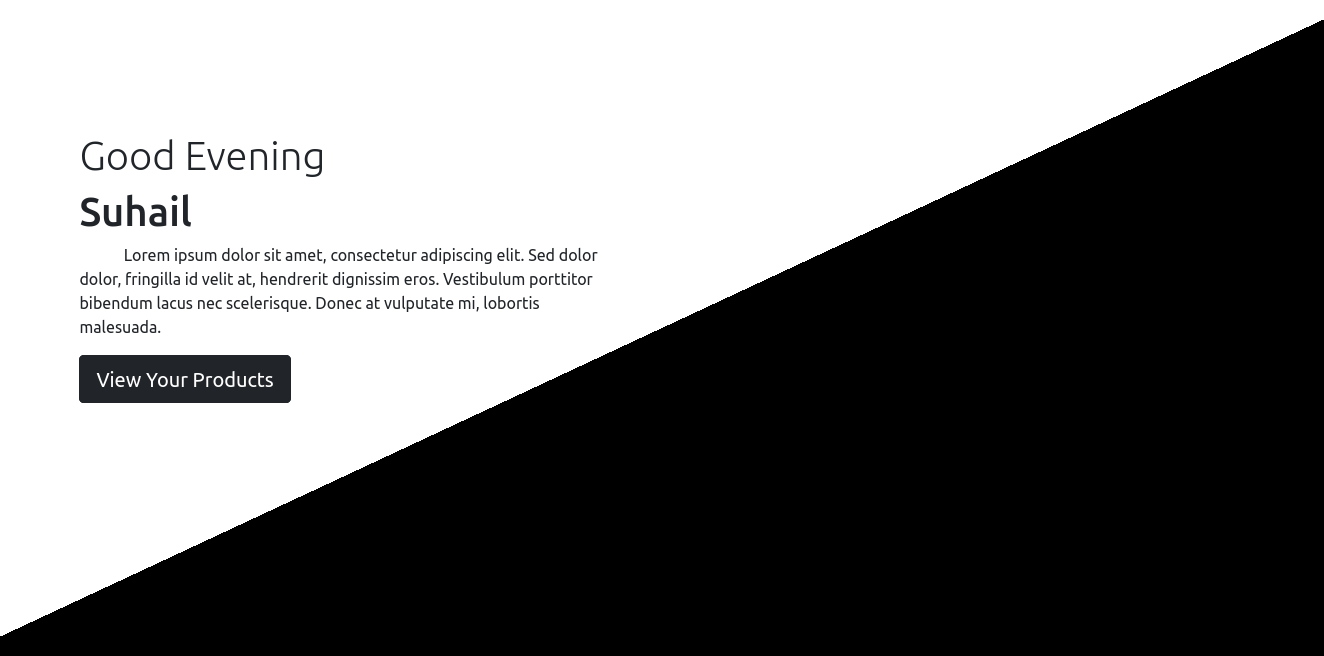 Good Evening
Suhail
Lorem ipsum dolor sit amet, consectetur adipiscing elit. Sed dolor
dolor, fringilla id velit at, hendrerit dignissim eros. Vestibulum porttitor
bibendum lacus nec scelerisque. Donec at vulputate mi, lobortis
malesuada.
View Your Products